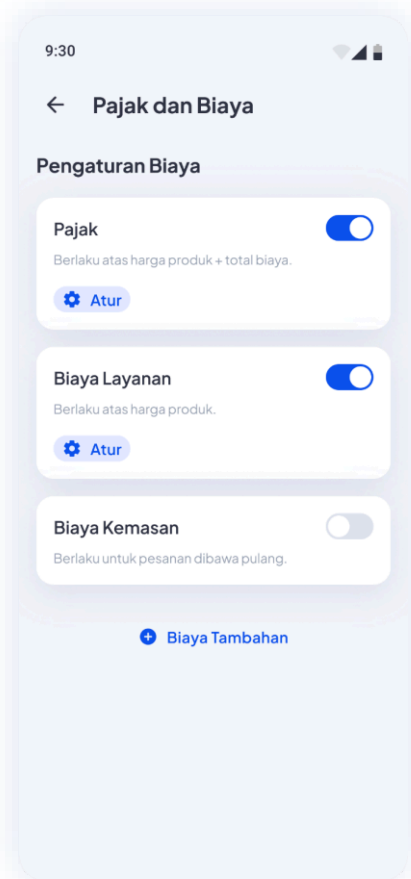 9:30
Pajak dan Biaya
Pengaturan Biaya
Pajak
Berlaku atas harga produk + total biaya.
Atur
Biaya Layanan
Berlaku atas harga produk.
Atur
Biaya Kemasan
Berlaku untuk pesanan dibawa pulang.
Biaya Tambahan